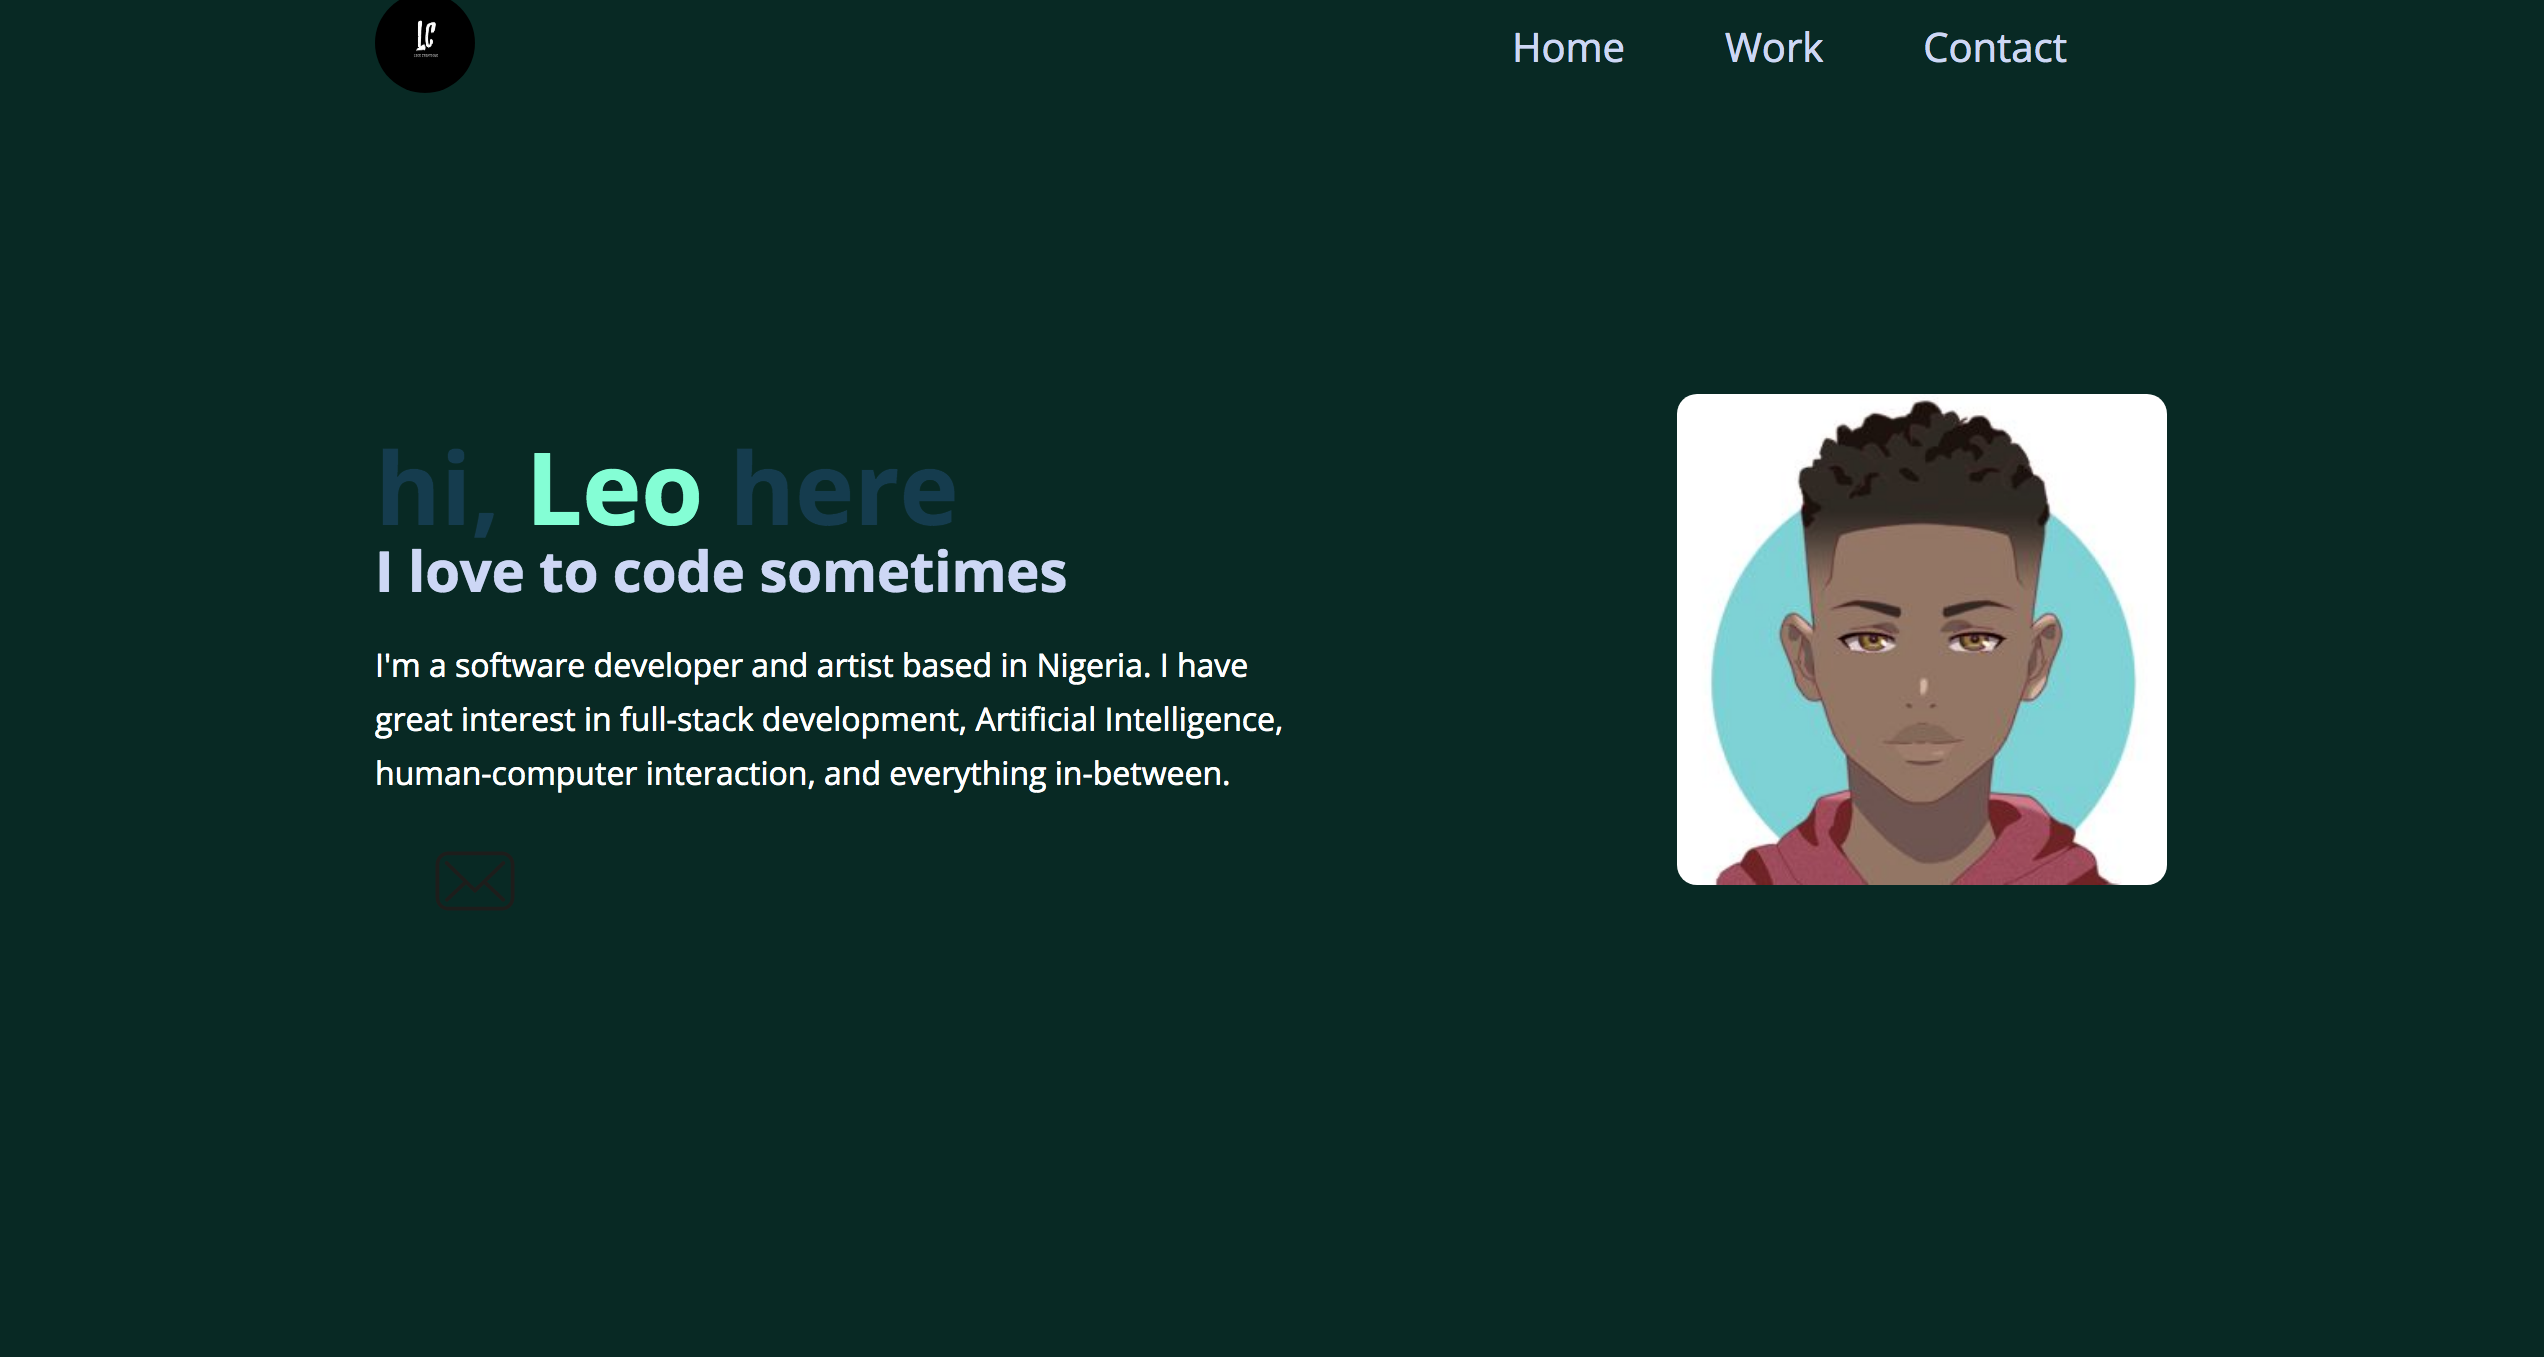 LC
Home Work Contact
hi, Leo here
I love to code sometimes
I'm a software developer and artist based in Nigeria. I have
great interest in full-stack development, Artificial Intelligence,
human-computer interaction, and everything in-between.